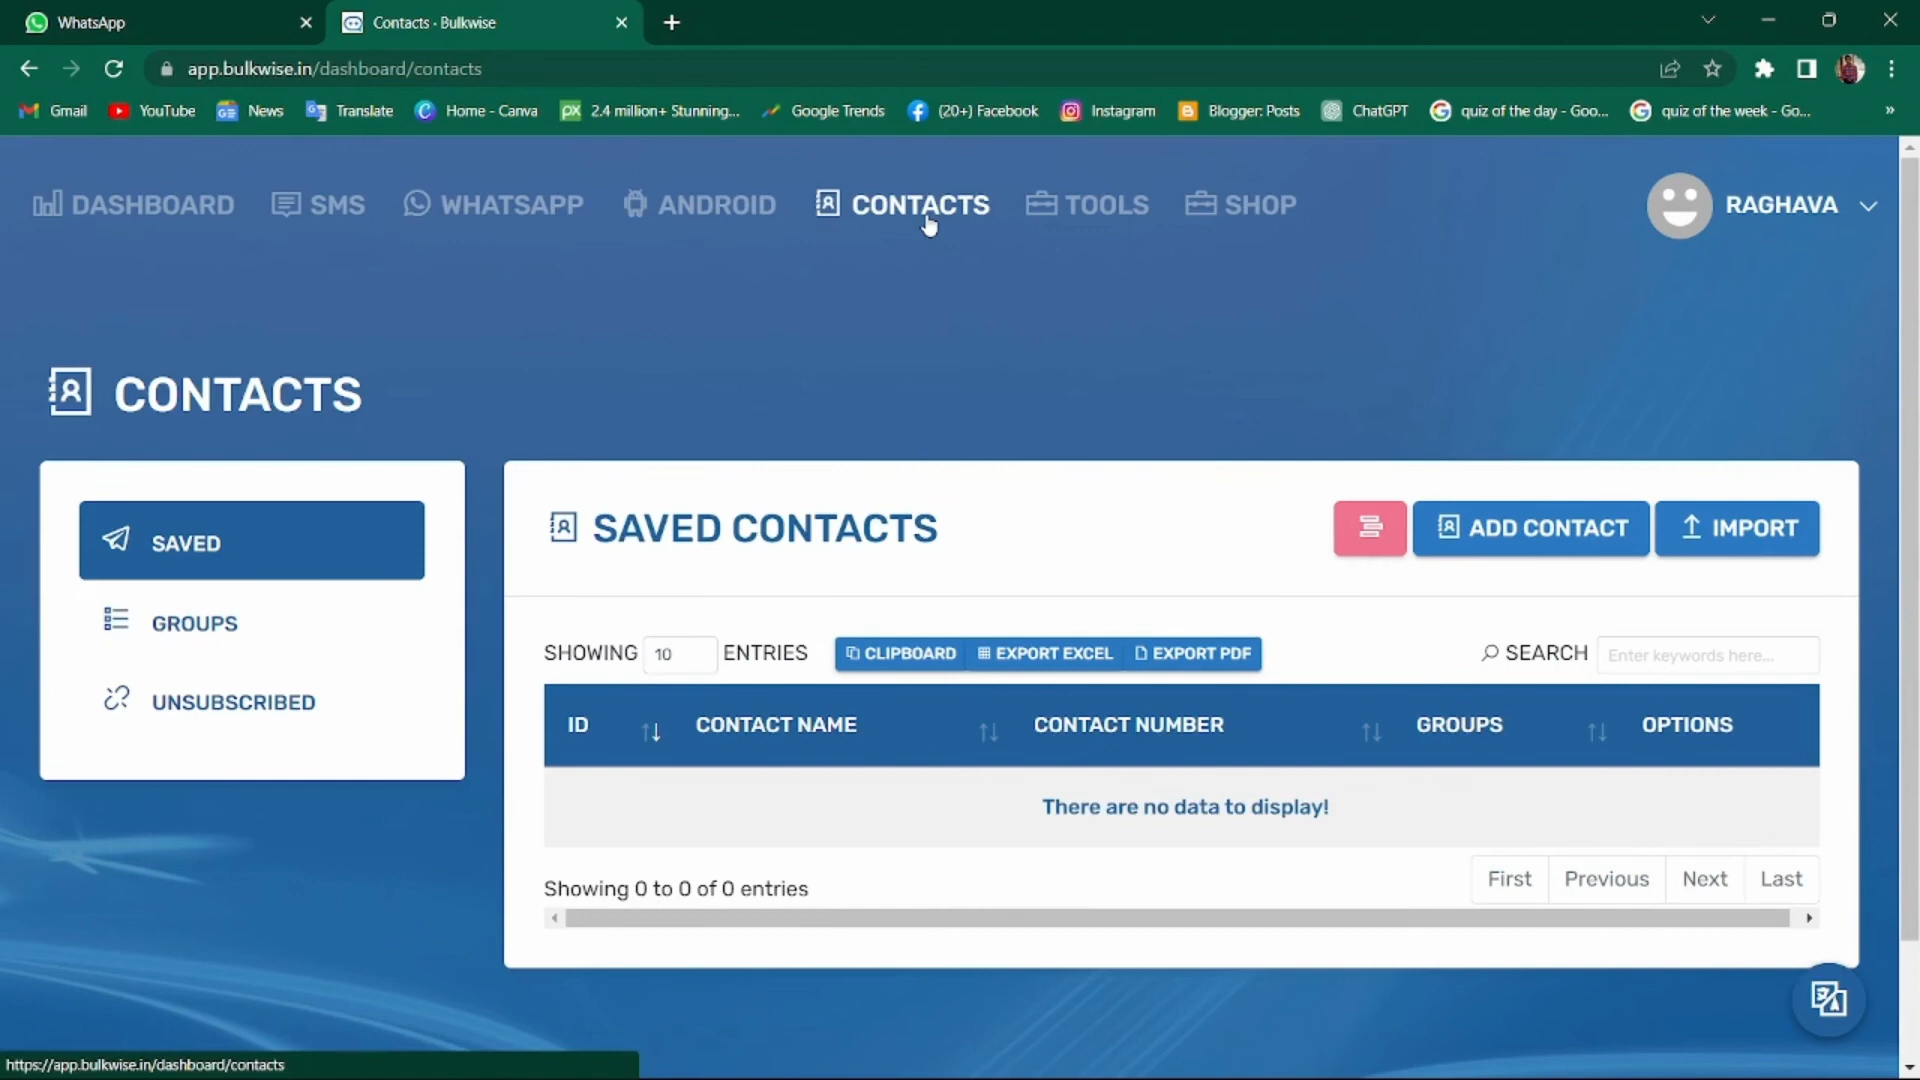 WhatsApp
Contacts · Bulkwise
app.bulkwise.in/dashboard/contacts
Gmail YouTube News Translate Home - Canva 2.4 million+ Stunning... Google Trends (20+) Facebook Instagram Blogger: Posts ChatGPT quiz of the day - Goo... quiz of the week - Go... »
DASHBOARD SMS WHATSAPP ANDROID CONTACTS TOOLS SHOP RAGHAVA
CONTACTS
SAVED
GROUPS
UNSUBSCRIBED
SAVED CONTACTS ADD CONTACT IMPORT
SHOWING 10 ENTRIES CLIPBOARD EXPORT EXCEL EXPORT PDF SEARCH Enter keywords here...
ID CONTACT NAME CONTACT NUMBER GROUPS OPTIONS
There are no data to display!
Showing 0 to 0 of 0 entries First Previous Next Last
https://app.bulkwise.in/dashboard/contacts